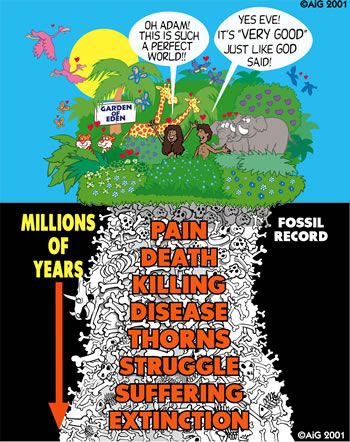 ©AiG 2001
OH ADAM!
THIS IS SUCH
A PERFECT
WORLD!!
YES EVE!
IT'S "VERY GOOD"
JUST LIKE GOD
SAID!
GARDEN
OF
EDEN
MILLIONS
OF
YEARS
FOSSIL
RECORD
PAIN
DEATH
KILLING
DISEASE
THORNS
STRUGGLE
SUFFERING
EXTINCTION
©AiG 2001